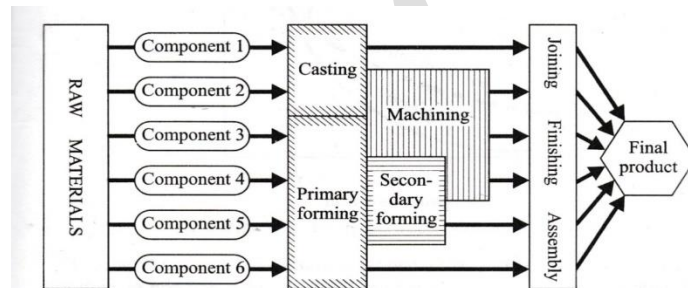 RAW MATERIALS
Component 1
Component 2
Component 3
Component 4
Component 5
Component 6
Casting
Primary
forming
Machining
Secon-
dary
forming
Joining
Finishing
Assembly
Final
product